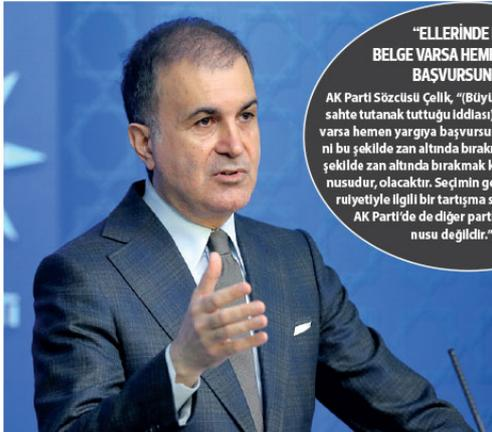 “ELLERİNDE
BELGE VARSA
BAŞVURSUN
AK Parti Sözcüsü Çelik, “(Büyü
sahte tutanak tuttuğu iddiası)
varsa hemen yargıya başvursu
ni bu şekilde zan altında bırakı
şekilde zan altında bırakmak k
nusudur, olacaktır. Seçimin ge
ruiyetiyle ilgili bir tartışma s
AK Parti’de de diğer parti
nusu değildir.”